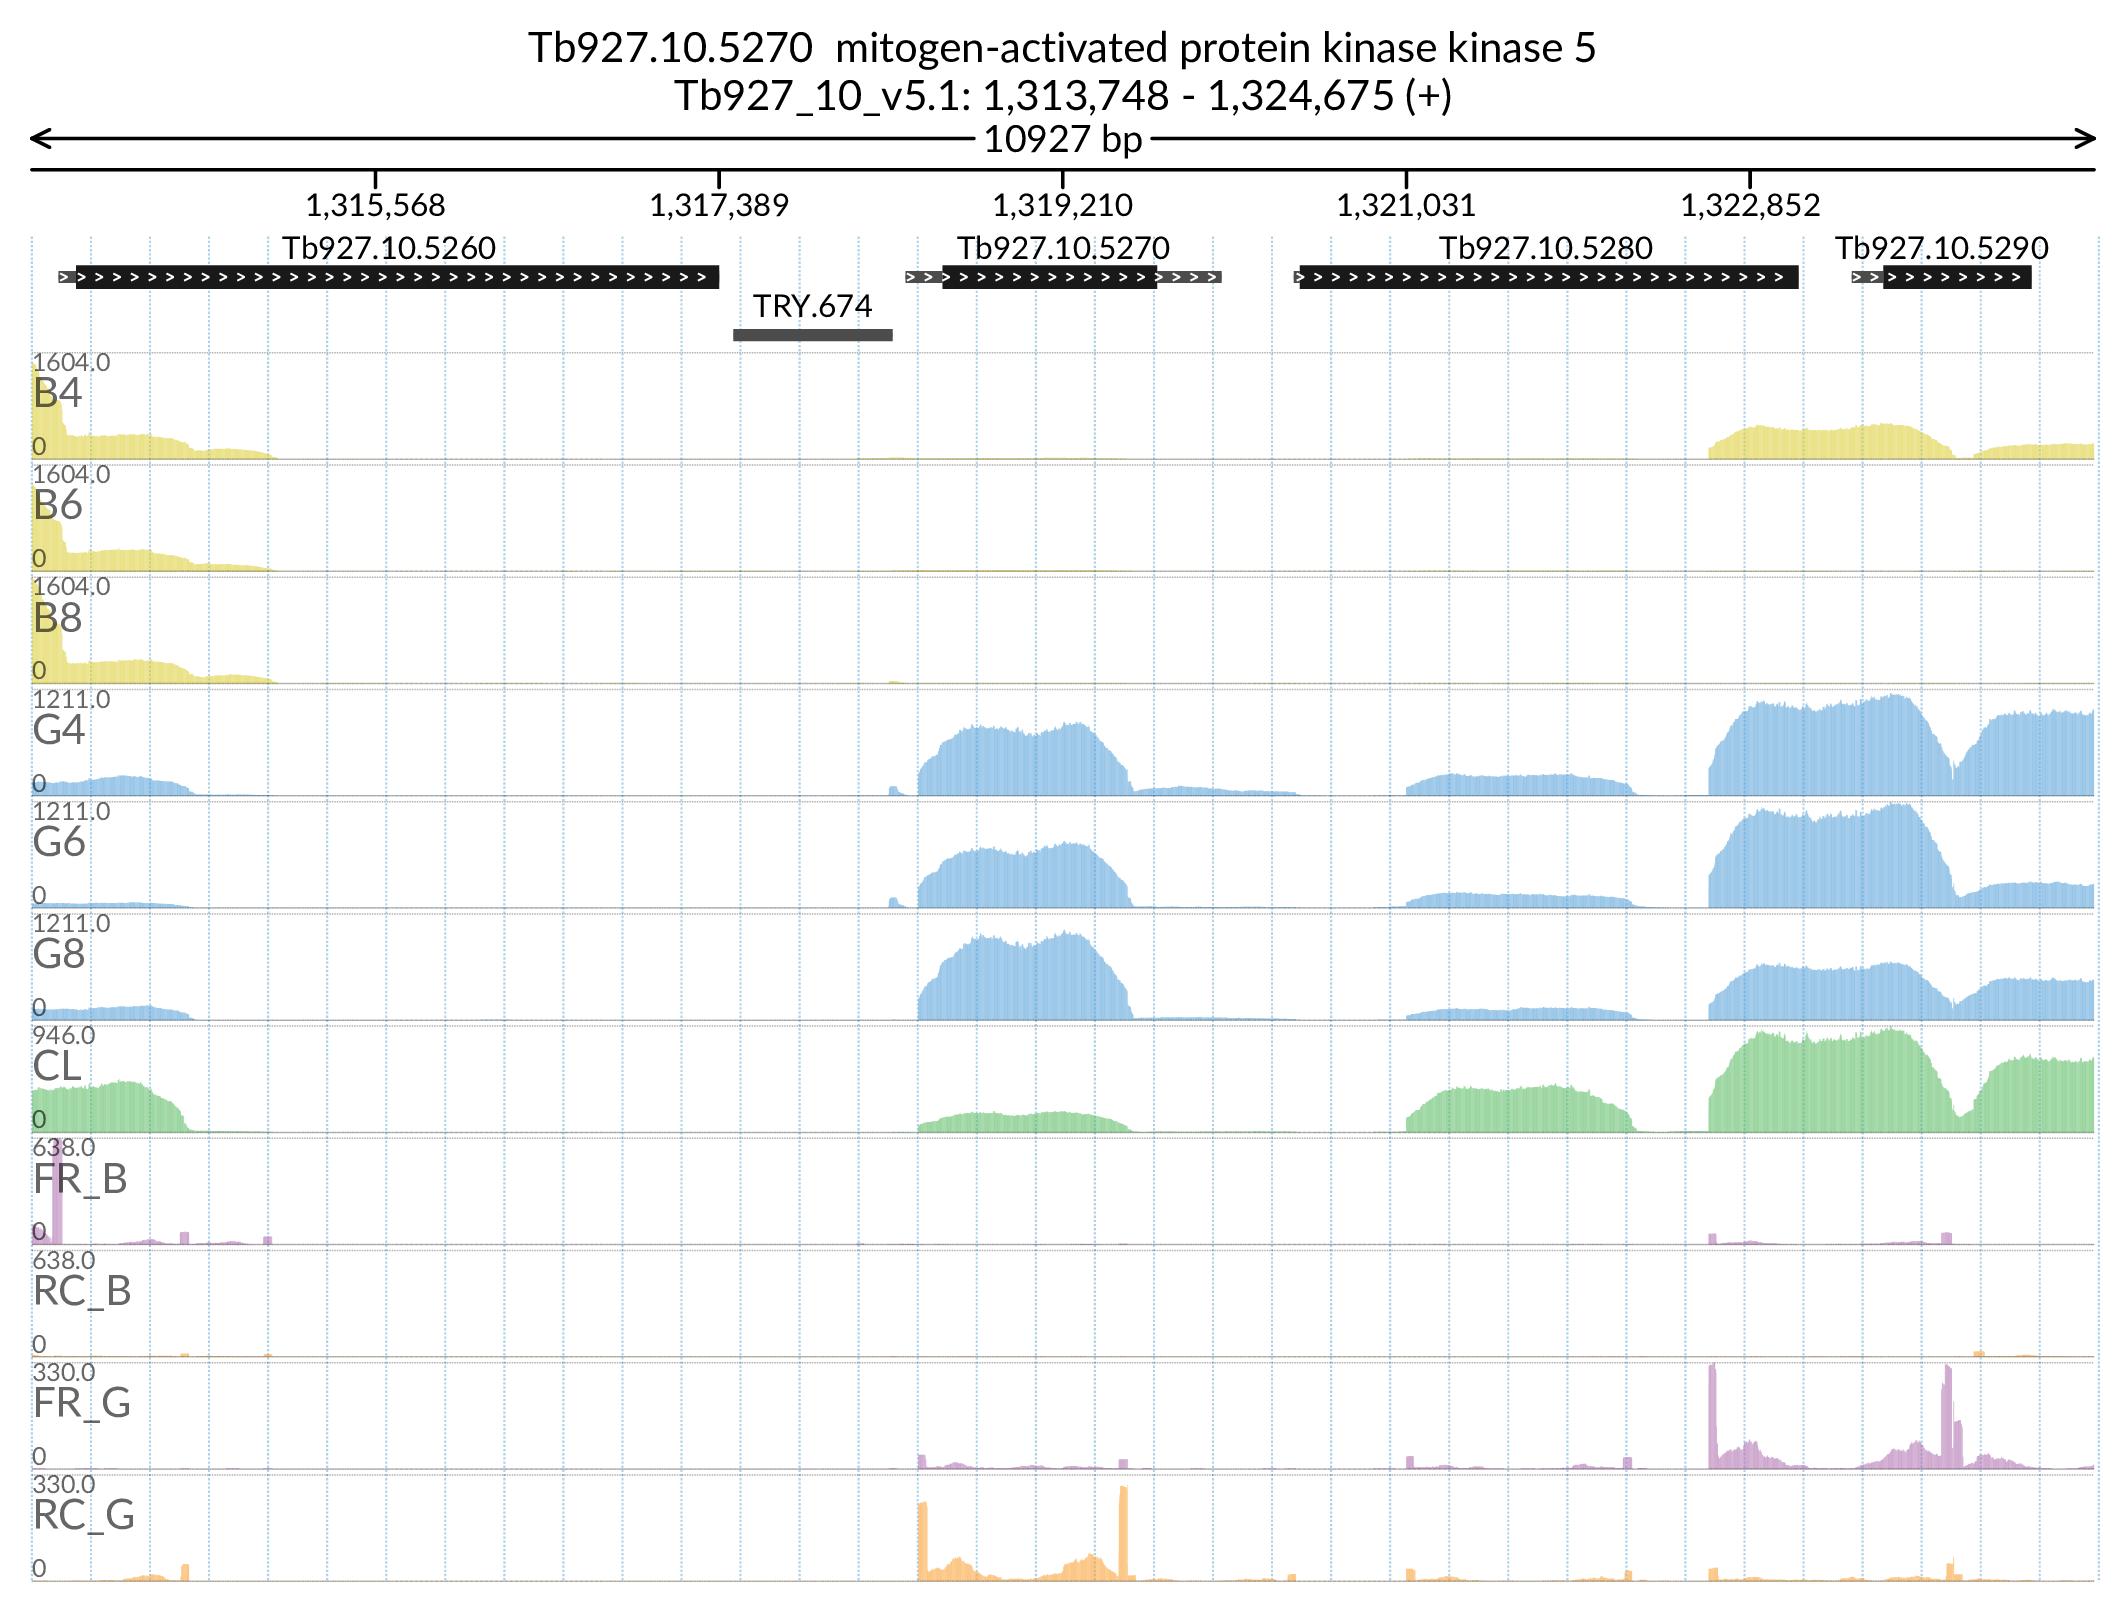 Tb927.10.5270  mitogen-activated protein kinase kinase 5
Tb927_10_v5.1: 1,313,748 - 1,324,675 (+)
10927 bp
1,315,568 1,317,389 1,319,210 1,321,031 1,322,852
Tb927.10.5260 Tb927.10.5270 Tb927.10.5280 Tb927.10.5290
TRY.674
1604.0
B4
0
1604.0
B6
0
1604.0
B8
0
1211.0
G4
0
1211.0
G6
0
1211.0
G8
0
946.0
CL
0
638.0
FR_B
0
638.0
RC_B
0
330.0
FR_G
0
330.0
RC_G
0